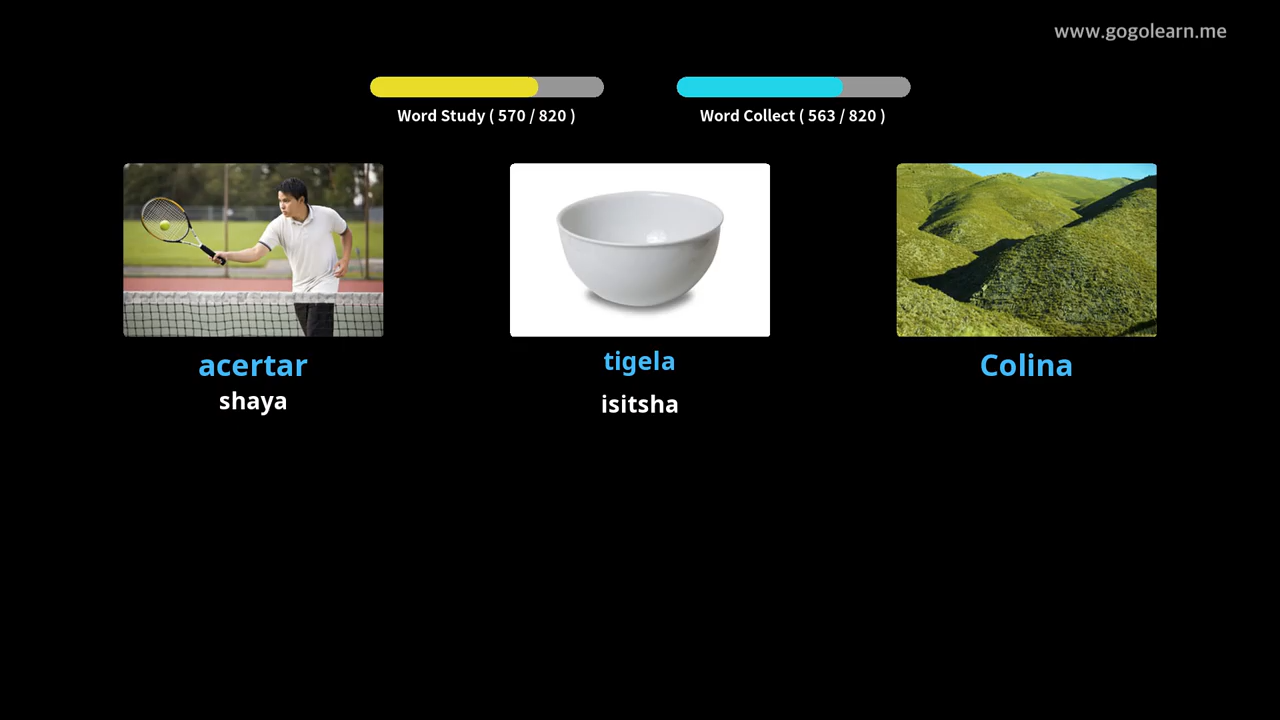 www.gogolearn.me
Word Study ( 570 / 820 )
Word Collect ( 563 / 820 )
acertar
shaya
tigela
isitsha
Colina